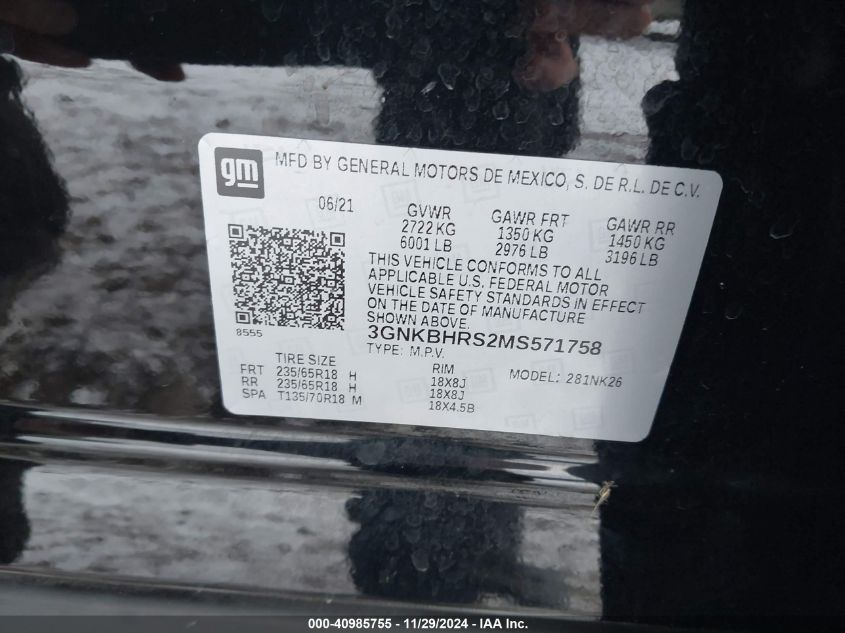 gm
MFD BY GENERAL MOTORS DE MEXICO, S. DE R.L. DE C.V.
06/21 GVWR GAWR FRT GAWR RR
2722 KG 1350 KG 1450 KG
6001 LB 2976 LB 3196 LB
THIS VEHICLE CONFORMS TO ALL
APPLICABLE U.S. FEDERAL MOTOR
VEHICLE SAFETY STANDARDS IN EFFECT
ON THE DATE OF MANUFACTURE
SHOWN ABOVE.
8555
3GNKBHRS2MS571758
TYPE: M.P.V. MODEL: 281NK26
TIRE SIZE RIM
FRT 235/65R18 H 18X8J
RR 235/65R18 H 18X8J
SPA T135/70R18 M 18X4.5B
000-40985755 - 11/29/2024 - IAA Inc.